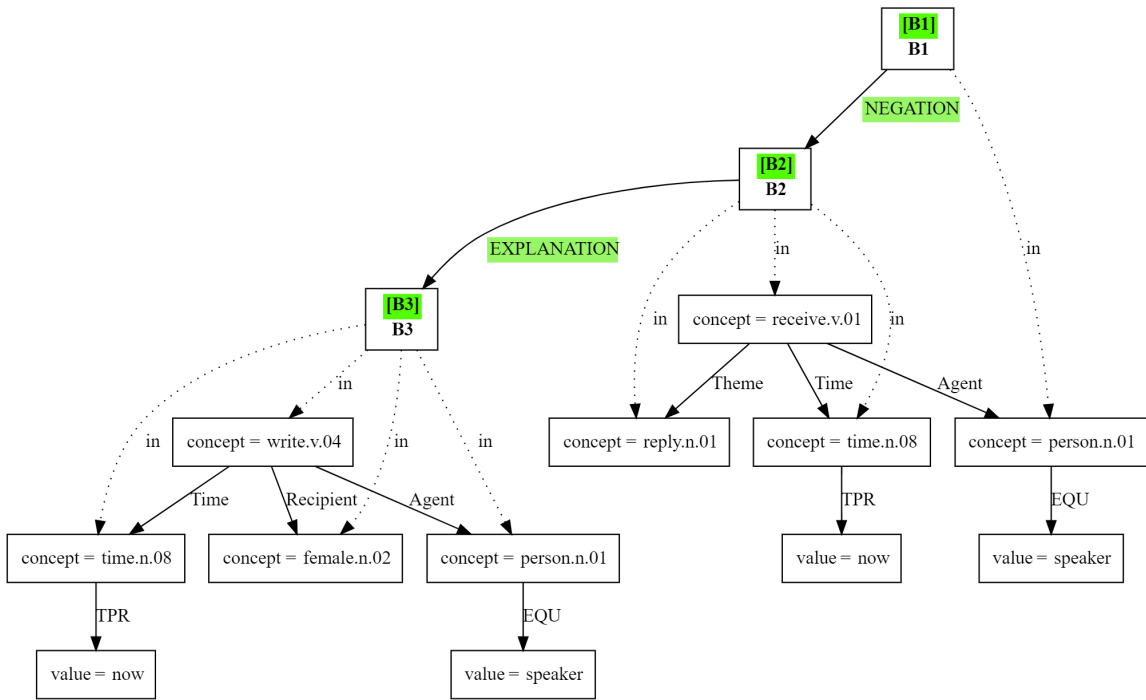 [B1]
B1
NEGATION
[B2]
B2
EXPLANATION
in
in
[B3]
B3
in
concept = receive.v.01
in
in
Theme
Time
Agent
in
in
in
in
concept = write.v.04
concept = reply.n.01
concept = time.n.08
concept = person.n.01
Time
Recipient
Agent
TPR
EQU
concept = time.n.08
concept = female.n.02
concept = person.n.01
value = now
value = speaker
TPR
EQU
value = now
value = speaker